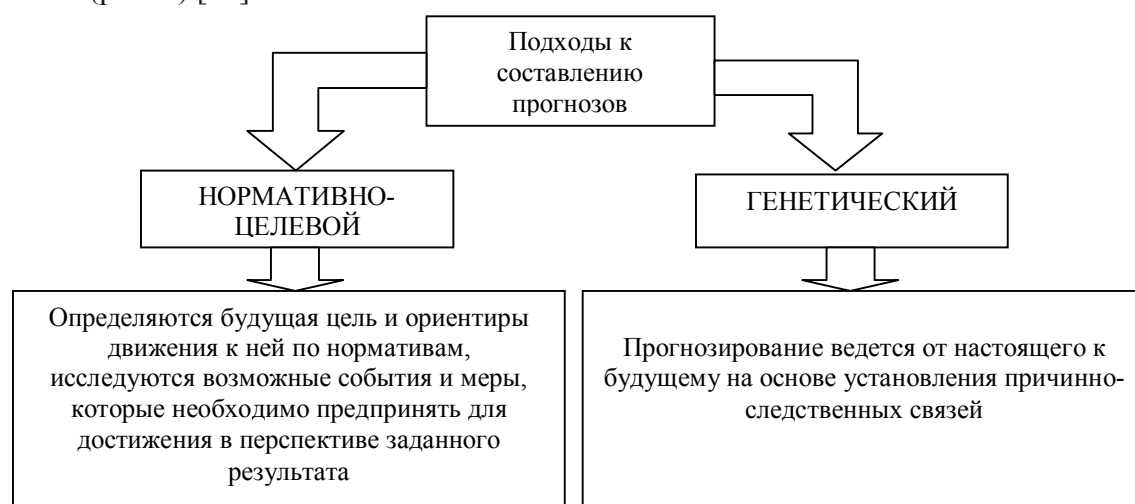 Подходы к
составлению
прогнозов
НОРМАТИВНО-
ЦЕЛЕВОЙ
ГЕНЕТИЧЕСКИЙ
Определяются будущая цель и ориентиры
движения к ней по нормативам,
исследуются возможные события и меры,
которые необходимо предпринять для
достижения в перспективе заданного
результата
Прогнозирование ведется от настоящего к
будущему на основе установления причинно-
следственных связей